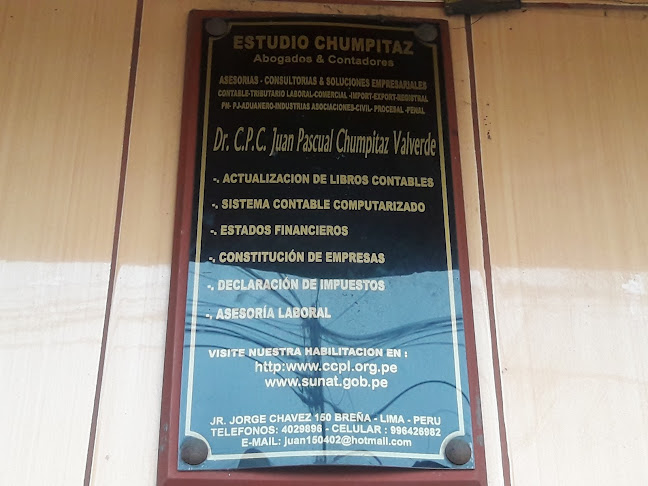 ESTUDIO CHUMPITAZ
Abogados & Contadores
ASESORIAS - CONSULTORIAS & SOLUCIONES EMPRESARIALES
CONTABLE-TRIBUTARIO LABORAL-COMERCIAL -IMPORT-EXPORT-REGISTRAL
PN- PJ-ADUANERO-INDUSTRIAS ASOCIACIONES-CIVIL- PROCESAL -PENAL
Dr. C.P.C. Juan Pascual Chumpitaz Valverde
-. ACTUALIZACION DE LIBROS CONTABLES
-. SISTEMA CONTABLE COMPUTARIZADO
-. ESTADOS FINANCIEROS
-. CONSTITUCIÓN DE EMPRESAS
-. DECLARACIÓN DE IMPUESTOS
-. ASESORÍA LABORAL
VISITE NUESTRA HABILITACION EN :
http:www.ccpl.org.pe
www.sunat.gob.pe
JR. JORGE CHAVEZ 150 BREÑA - LIMA - PERU
TELEFONOS: 4029896 - CELULAR : 996426982
E-MAIL: juan150402@hotmail.com